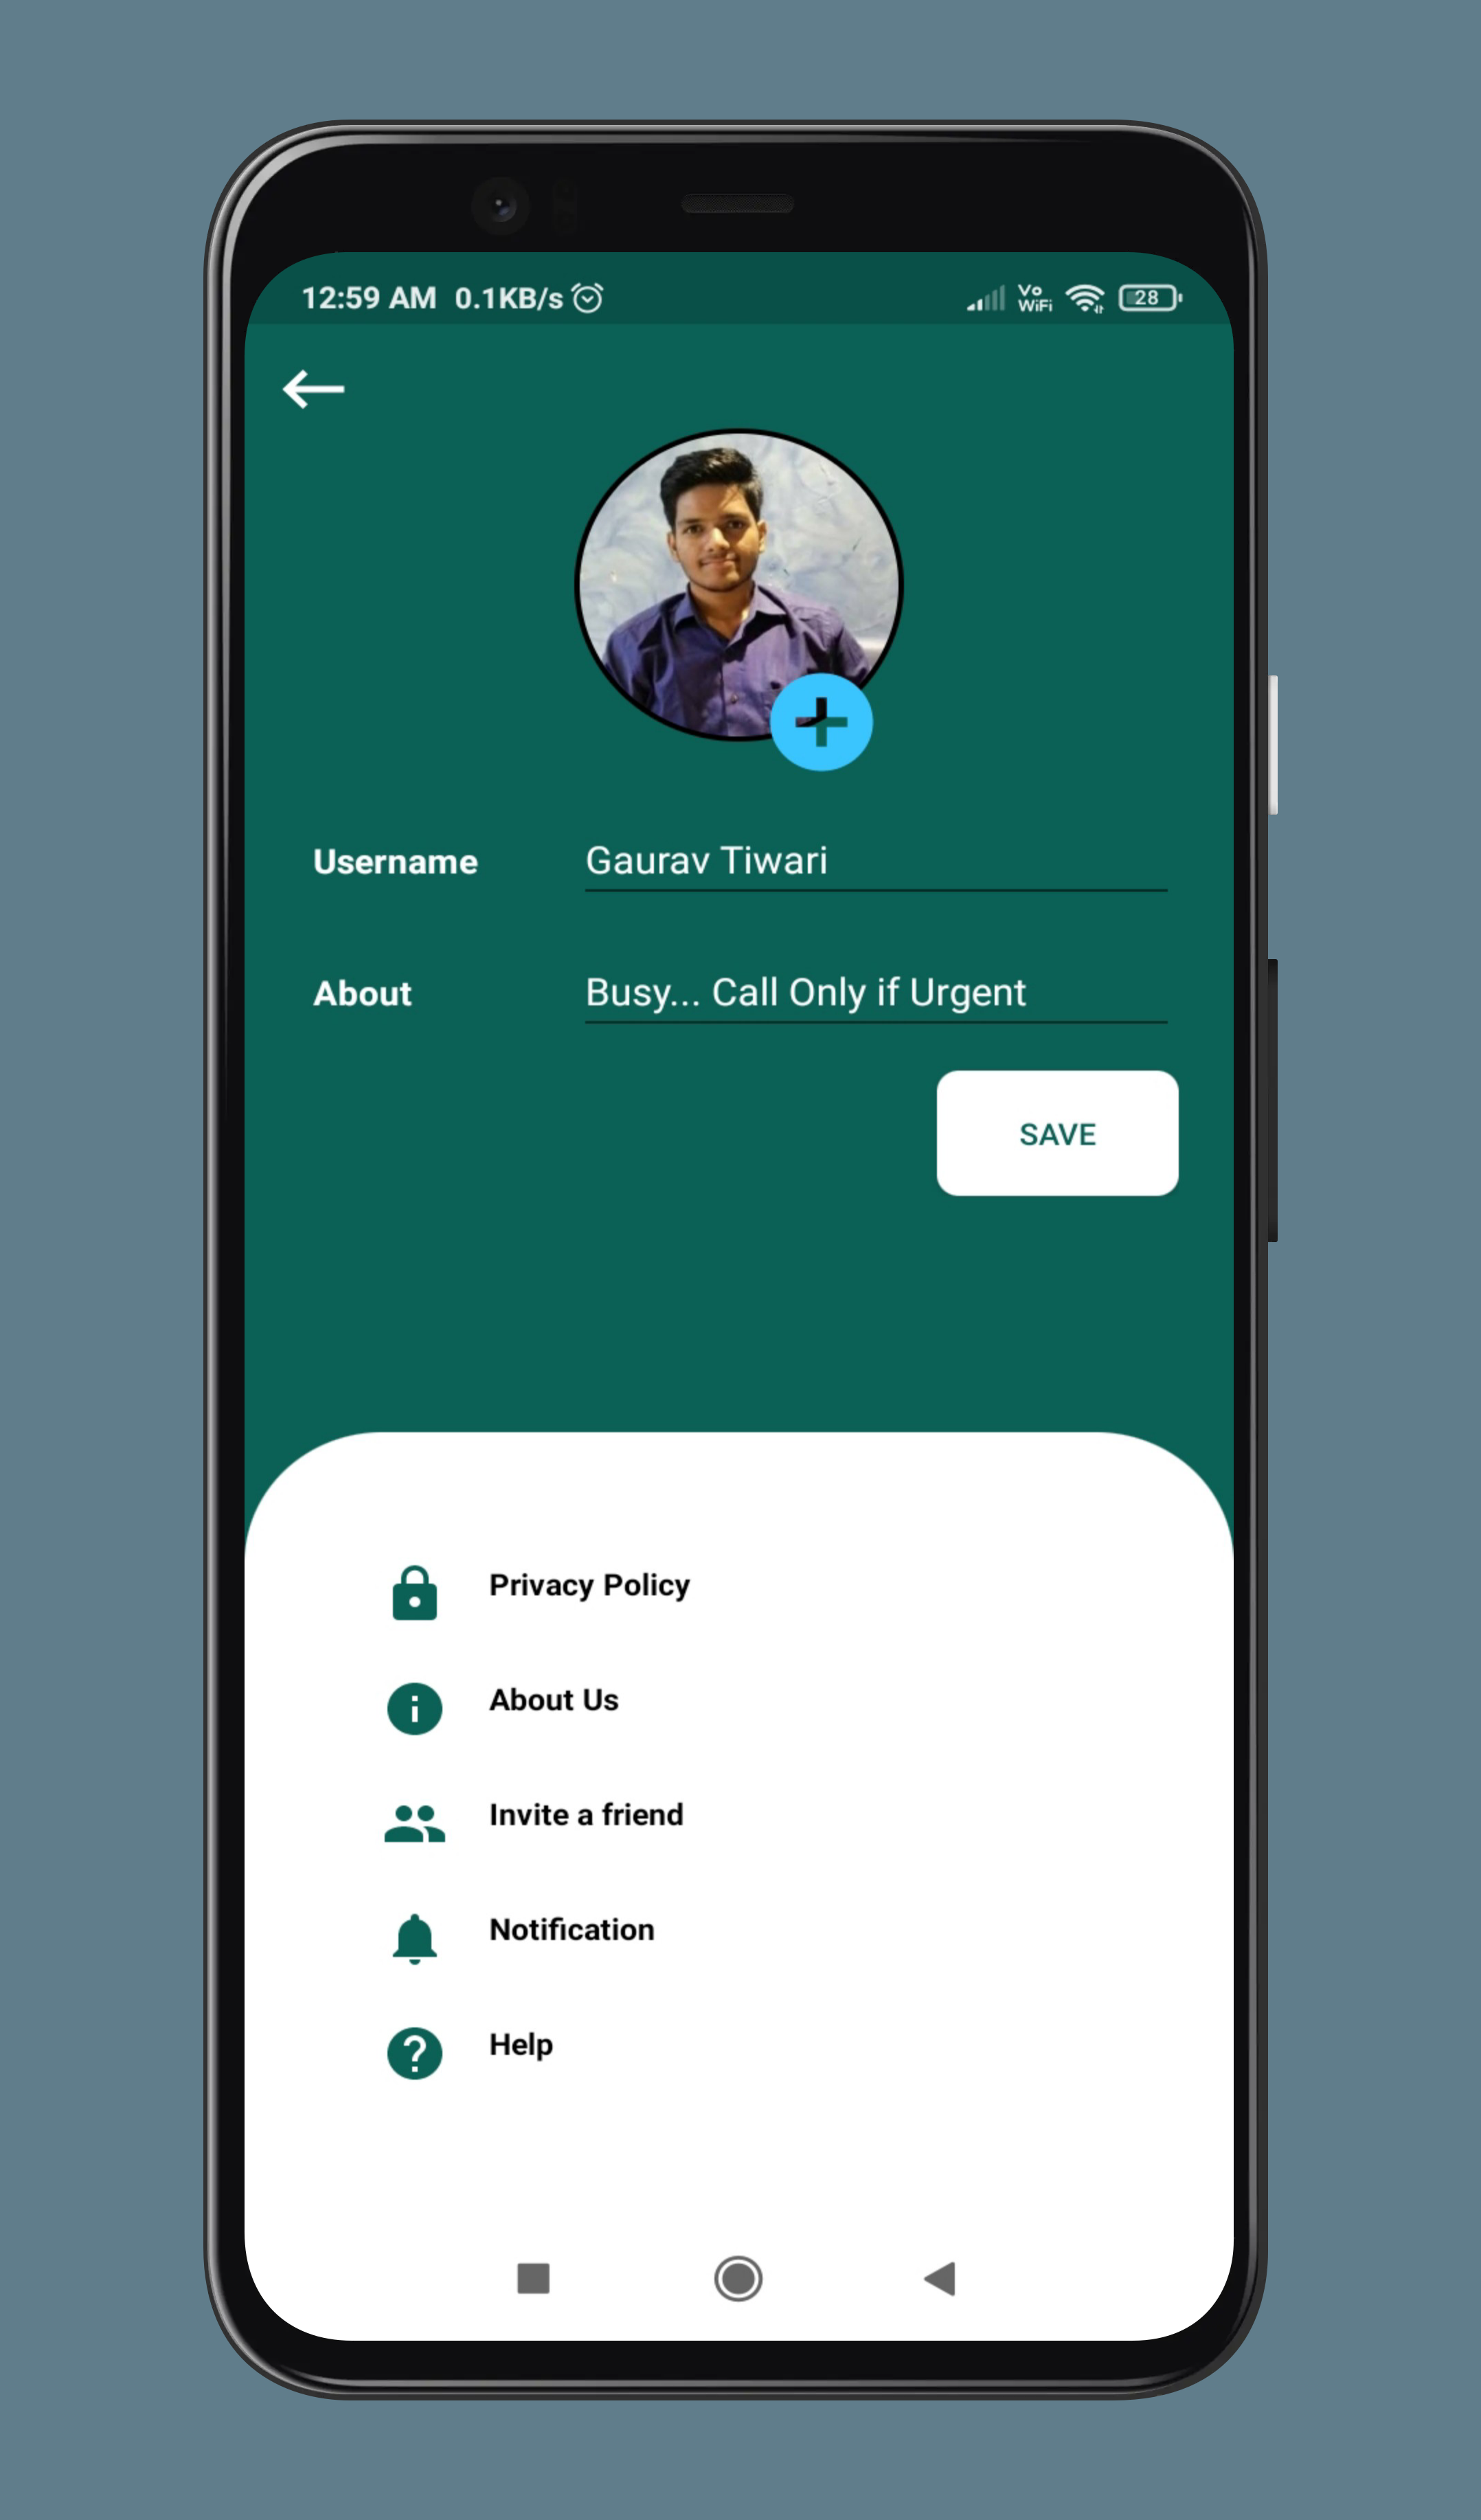 12:59 AM 0.1KB/s Vo WiFi 28
Username Gaurav Tiwari
About Busy... Call Only if Urgent
SAVE
Privacy Policy
About Us
Invite a friend
Notification
Help